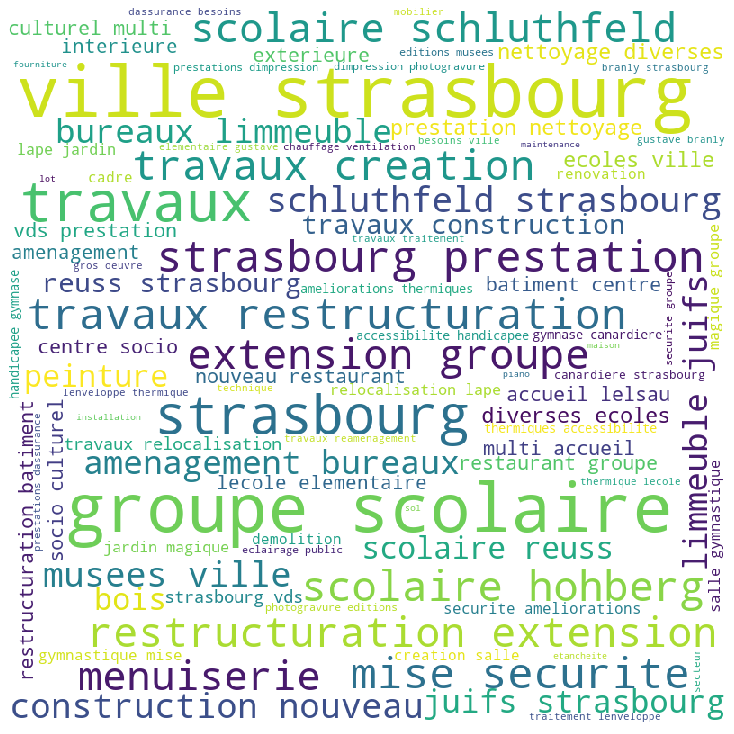 dassurance besoins
mobilier
culturel multi
scolaire schluthfeld
interieure
exterieure
editions musees
nettoyage diverses
fourniture
prestations dimpression
dimpression photogravure
branly strasbourg
ville strasbourg
bureaux limmeuble
prestation nettoyage
besoins ville
gustave branly
lape jardin
elementaire gustave
chauffage ventilation
maintenance
travaux creation
ecoles ville
lot
cadre
renovation
travaux
schluthfeld strasbourg
vds prestation
travaux construction
amenagement
travaux traitement
strasbourg prestation
gros oeuvre
reuss strasbourg
ameliorations therniques
batiment centre
handicapee gymnase
securite groupe
limmeuble juifs
magique groupe
travaux restructuration
accessibilite handicapee
gymnase canardiere
centre socio
extension groupe
maison
peinture
nouveau restaurant
piano
canardiere strasbourg
lenveloppe thermique
technique
relocalisation lape
accueil lelsau
strasbourg
diverses ecoles
installation
travaux relocalisation
travaux reamenagement
thermiques accessibilite
multi accueil
amenagement bureaux
restaurant groupe
restructuration batiment
prestations dassurance
socio culturel
salle gymnastique
lecole elementaire
thermique lecole
groupe scolaire
sol
demolition
jardin magique
eclairage public
scolaire reuss
musees ville
scolaire hohberg
bois
strasbourg vds
photogravure editions
securite ameliorations
restructuration extension
gymnastique mise
creation salle
etancheite
secteur
menuiserie
mise securite
construction nouveau
juifs strasbourg
traitement lenveloppe